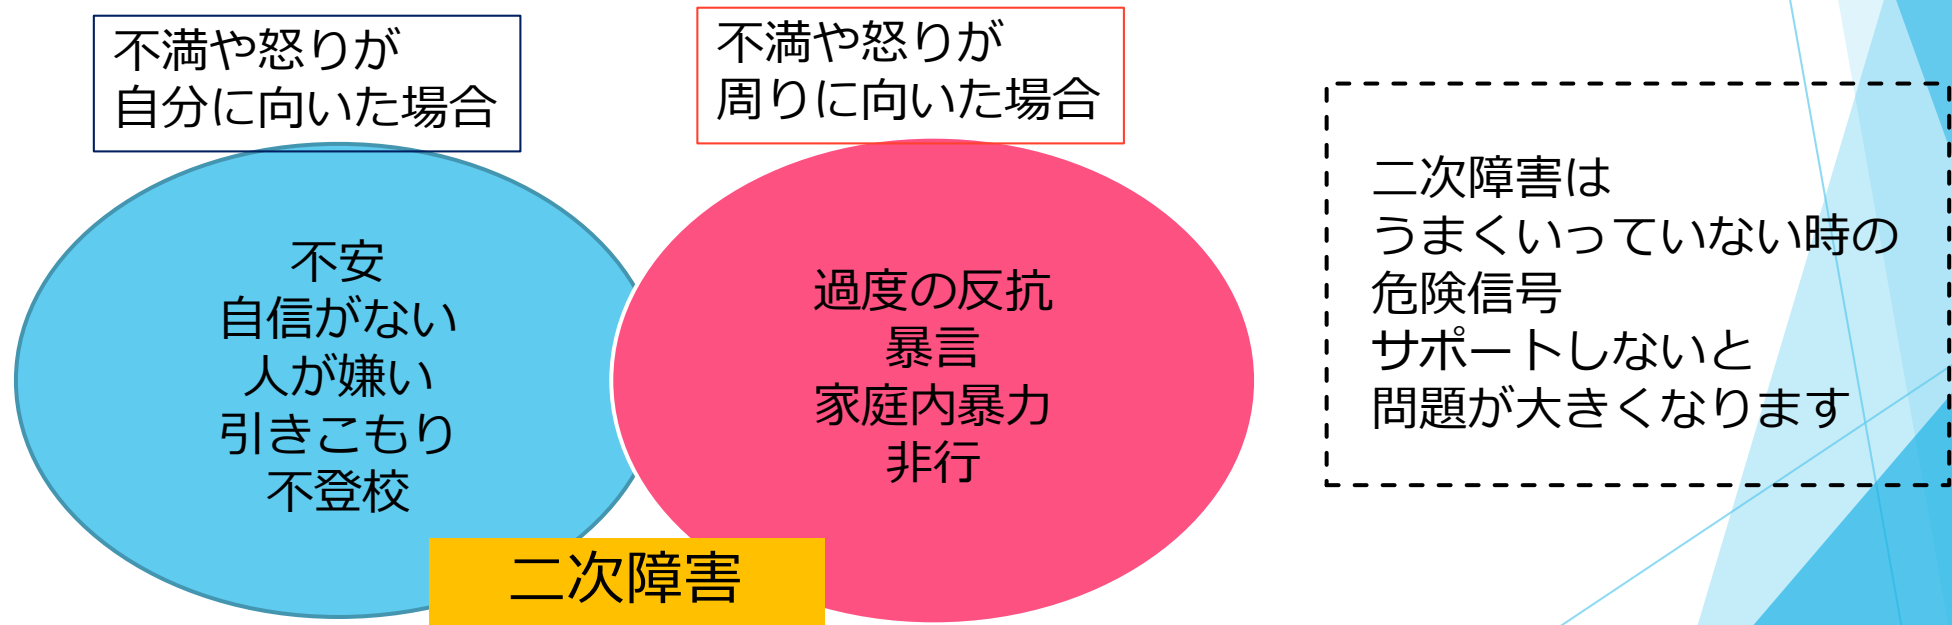 不満や怒りが
自分に向いた場合
不安
自信がない
人が嫌い
引きこもり
不登校
不満や怒りが
周りに向いた場合
過度の反抗
暴言
家庭内暴力
非行
二次障害
二次障害は
うまくいっていない時の
危険信号
サポートしないと
問題が大きくなります